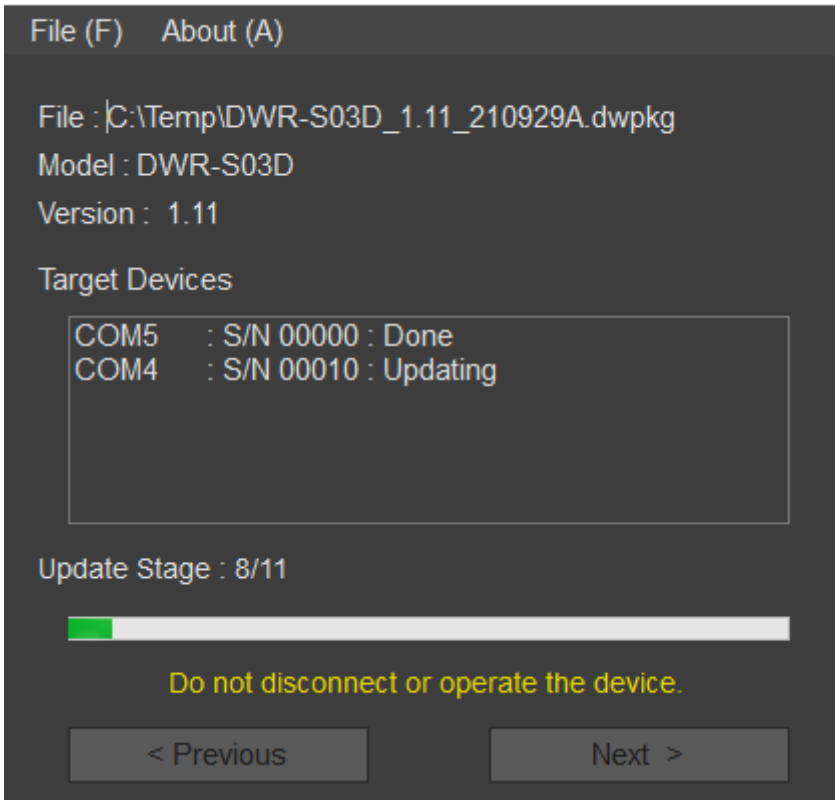 File (F) About (A)
File : C:\Temp\DWR-S03D_1.11_210929A.dwpkg
Model : DWR-S03D
Version : 1.11
Target Devices
COM5 : S/N 00000 : Done
COM4 : S/N 00010 : Updating
Update Stage : 8/11
Do not disconnect or operate the device.
< Previous Next >